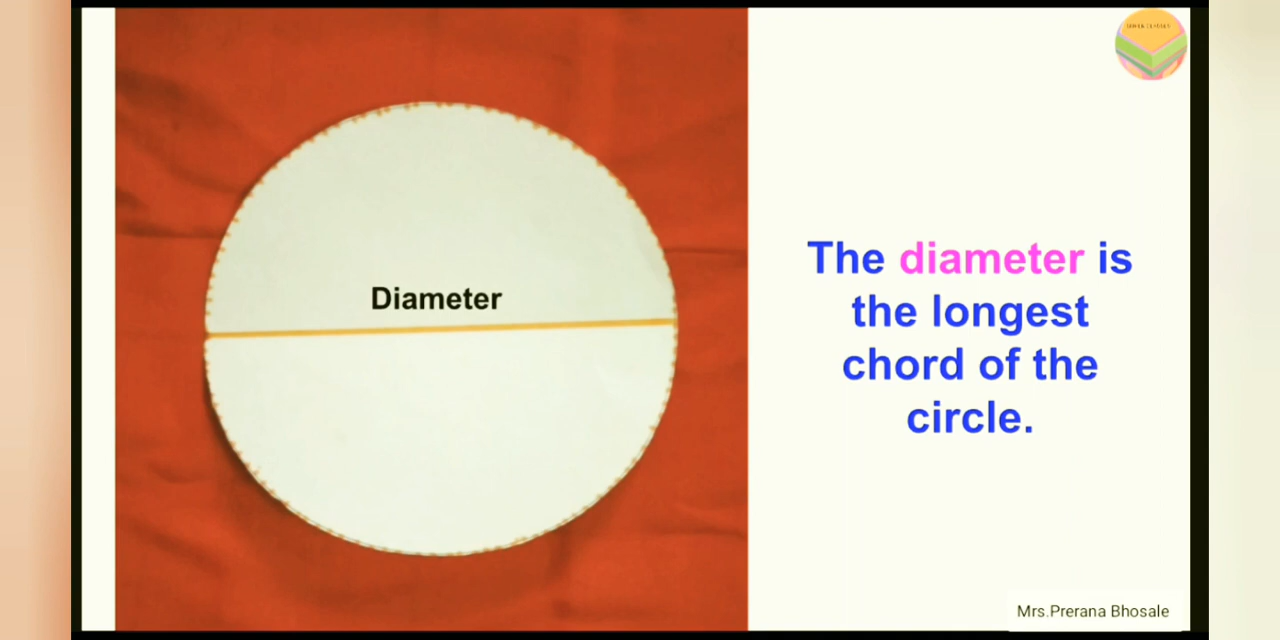 Diameter
The diameter is
the longest
chord of the
circle.
Mrs.Prerana Bhosale